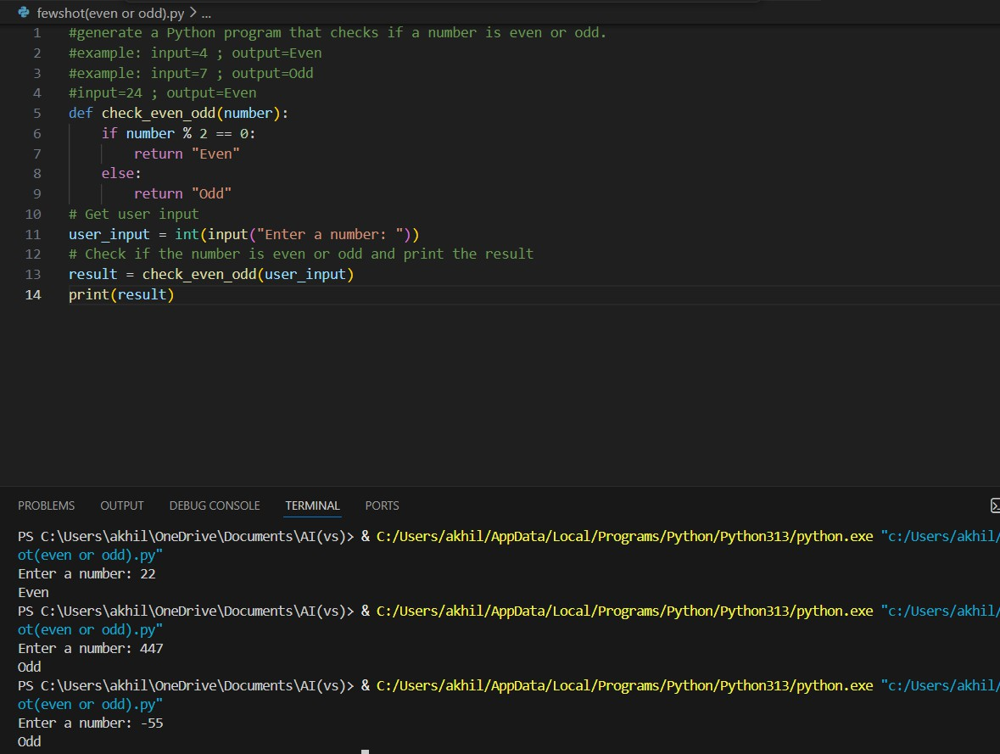 fewshot(even or odd).py > ...
1 #generate a Python program that checks if a number is even or odd.
2 #example: input=4 ; output=Even
3 #example: input=7 ; output=Odd
4 #input=24 ; output=Even
5 def check_even_odd(number):
6     if number % 2 == 0:
7         return "Even"
8     else:
9         return "Odd"
10 # Get user input
11 user_input = int(input("Enter a number: "))
12 # Check if the number is even or odd and print the result
13 result = check_even_odd(user_input)
14 print(result)
PROBLEMS OUTPUT DEBUG CONSOLE TERMINAL PORTS
PS C:\Users\akhil\OneDrive\Documents\AI(vs)> & C:/Users/akhil/AppData/Local/Programs/Python/Python313/python.exe "c:/Users/akhil/
ot(even or odd).py"
Enter a number: 22
Even
PS C:\Users\akhil\OneDrive\Documents\AI(vs)> & C:/Users/akhil/AppData/Local/Programs/Python/Python313/python.exe "c:/Users/akhil/
ot(even or odd).py"
Enter a number: 447
Odd
PS C:\Users\akhil\OneDrive\Documents\AI(vs)> & C:/Users/akhil/AppData/Local/Programs/Python/Python313/python.exe "c:/Users/akhil/
ot(even or odd).py"
Enter a number: -55
Odd